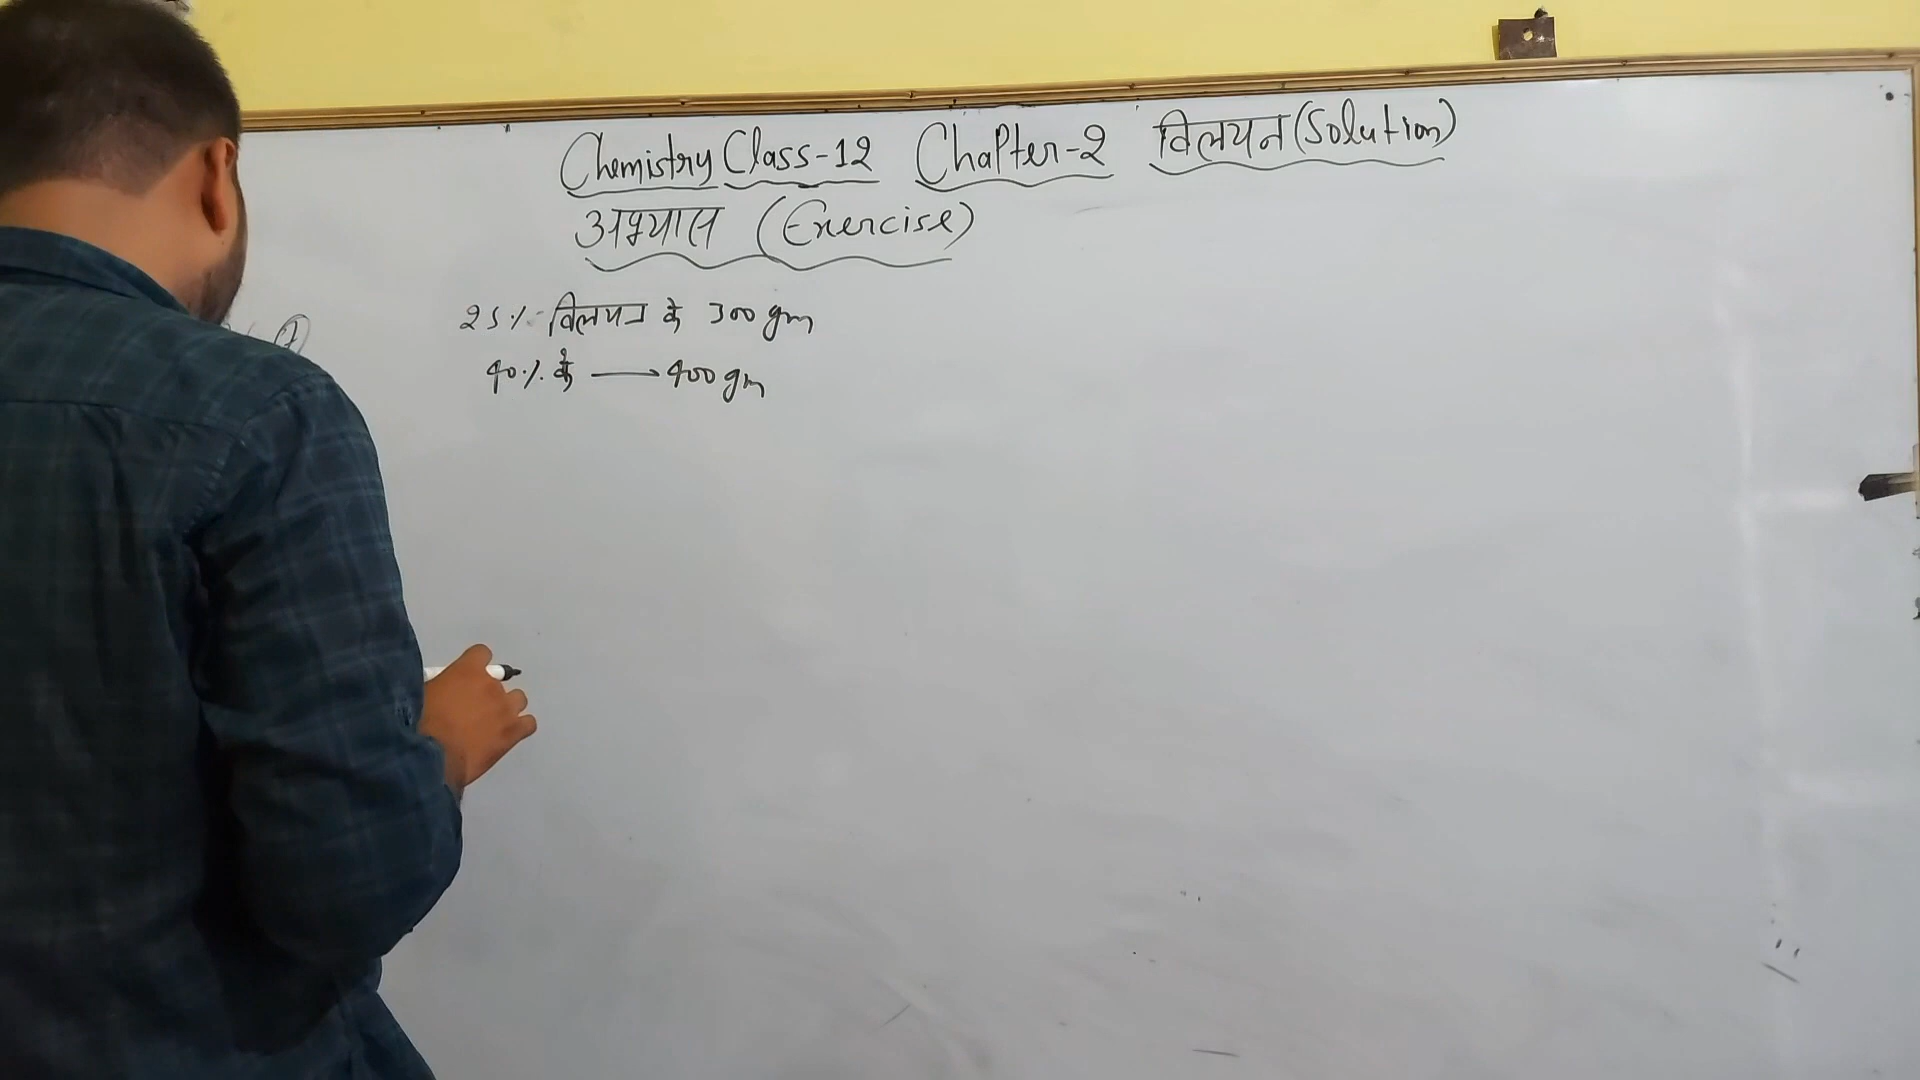 Chemistry Class-12 Chapter-2 विलयन (Solution)
अभ्यास (Exercise)
25% विलयन के 300 gm
40% के — 400 gm